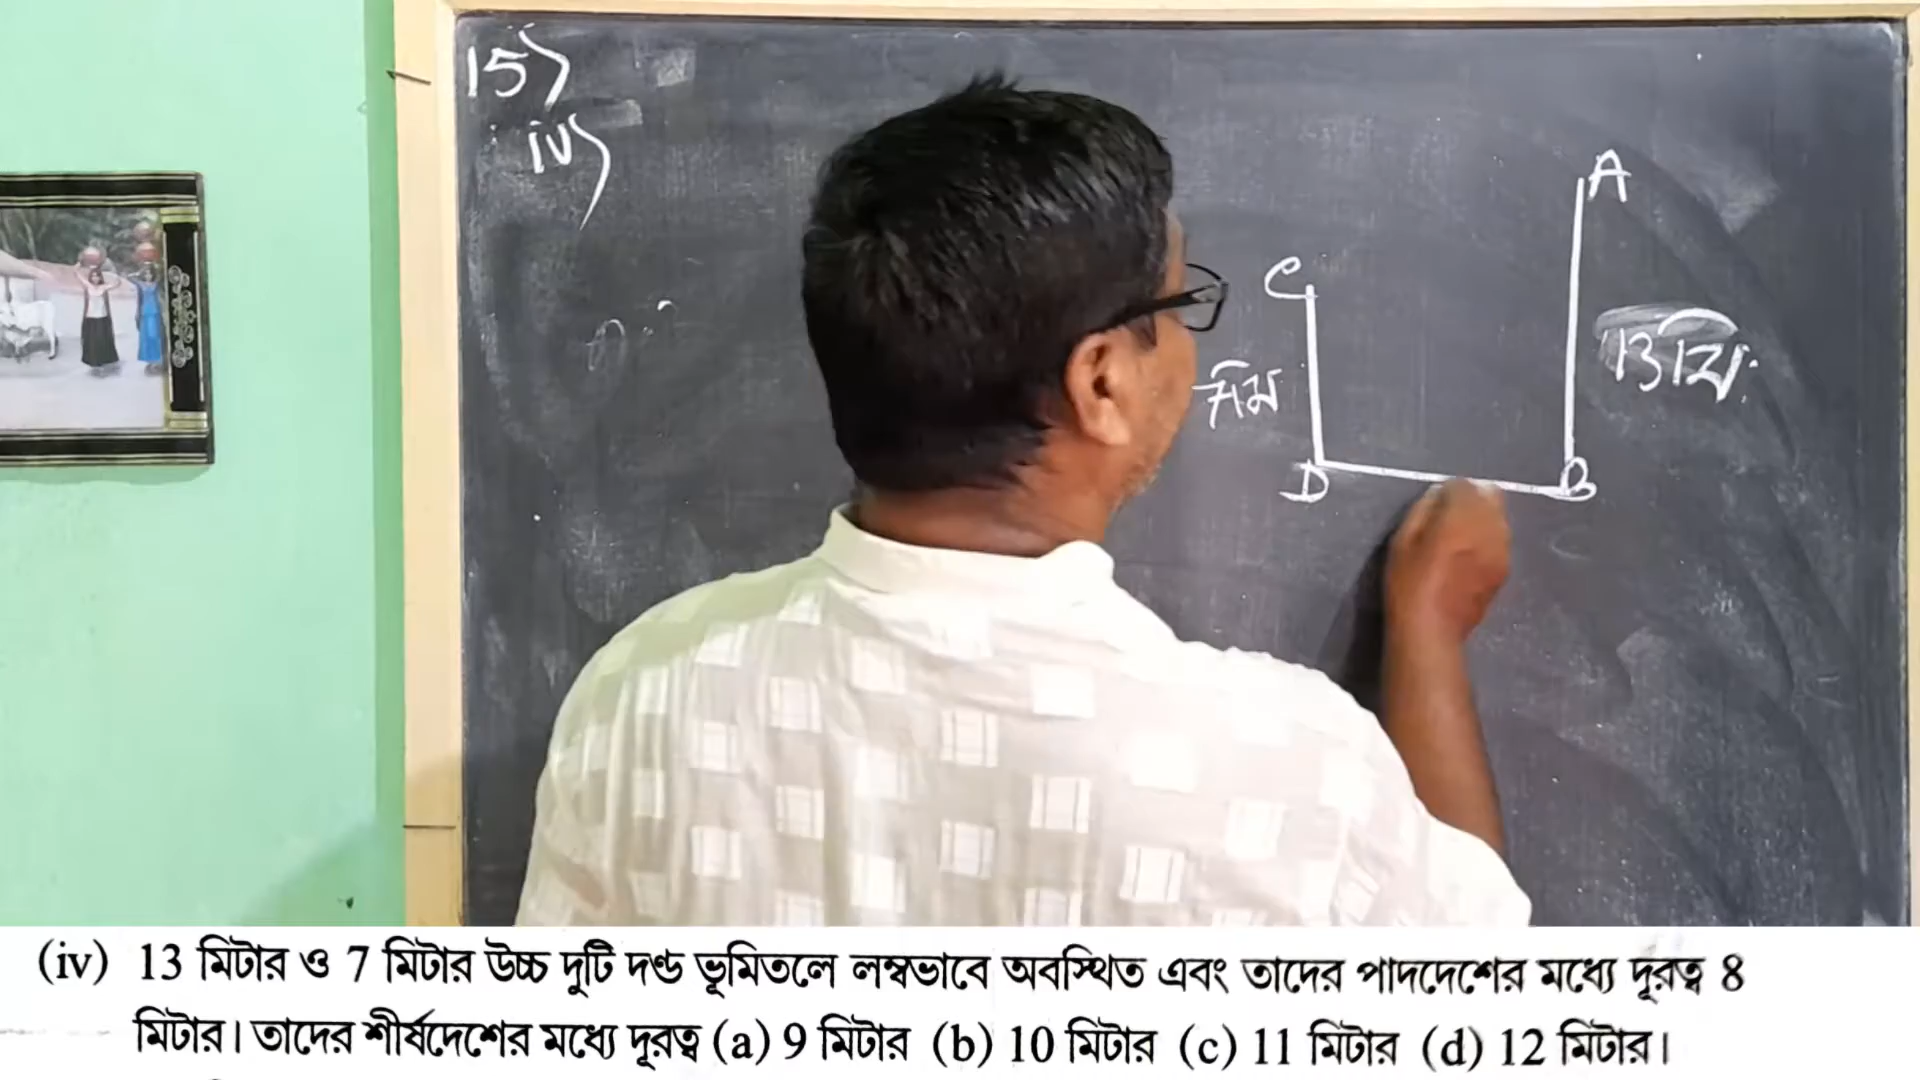 15)
iv)
A
C
13 মি:
7মি
D
B
(iv) 13 মিটার ও 7 মিটার উচ্চ দুটি দণ্ড ভূমিতলে লম্বভাবে অবস্থিত এবং তাদের পাদদেশের মধ্যে দূরত্ব 8
মিটার। তাদের শীর্ষদেশের মধ্যে দূরত্ব (a) 9 মিটার (b) 10 মিটার (c) 11 মিটার (d) 12 মিটার।